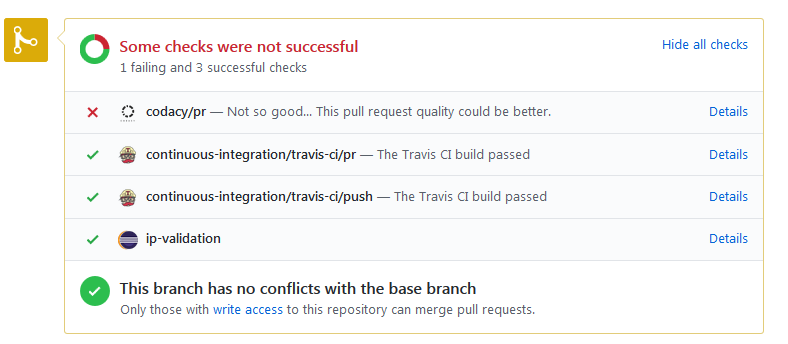 Some checks were not successful
Hide all checks
1 failing and 3 successful checks
codacy/pr — Not so good... This pull request quality could be better.
Details
continuous-integration/travis-ci/pr — The Travis CI build passed
Details
continuous-integration/travis-ci/push — The Travis CI build passed
Details
ip-validation
Details
This branch has no conflicts with the base branch
Only those with write access to this repository can merge pull requests.